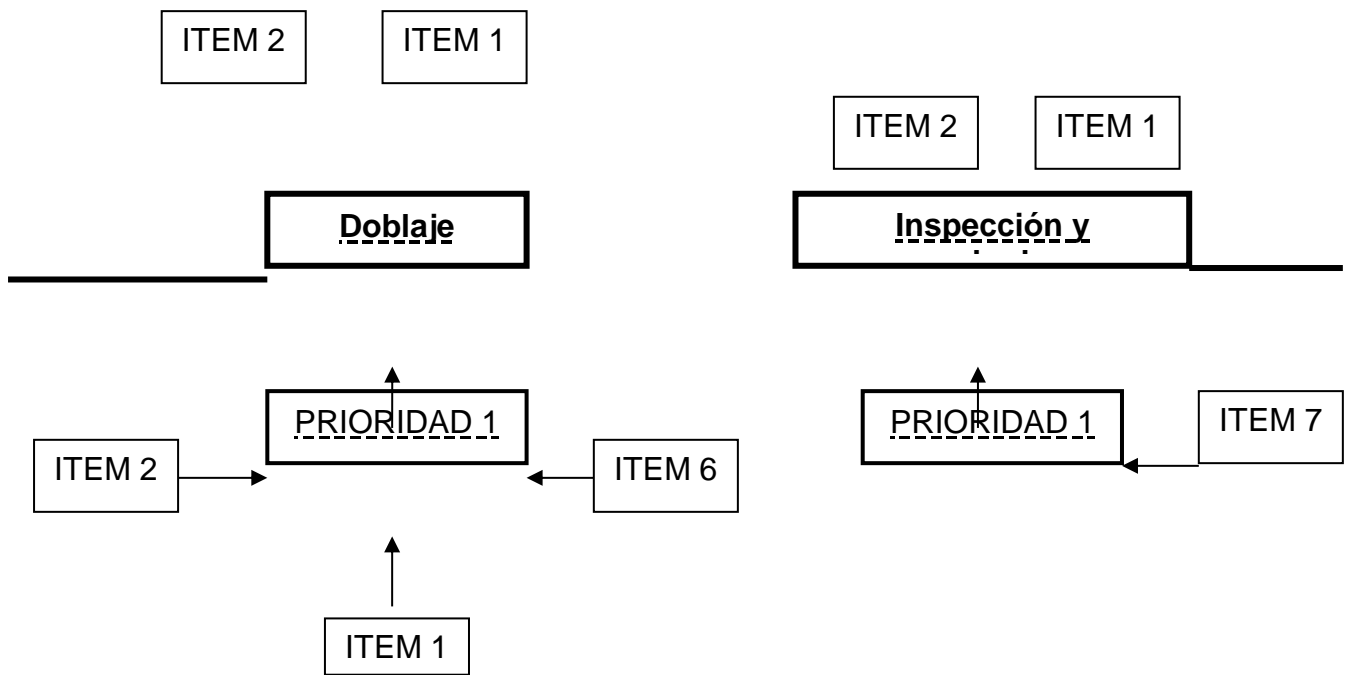 ITEM 2
ITEM 1
ITEM 2
ITEM 1
Doblaje
Inspección y
PRIORIDAD 1
PRIORIDAD 1
ITEM 7
ITEM 2
ITEM 6
ITEM 1